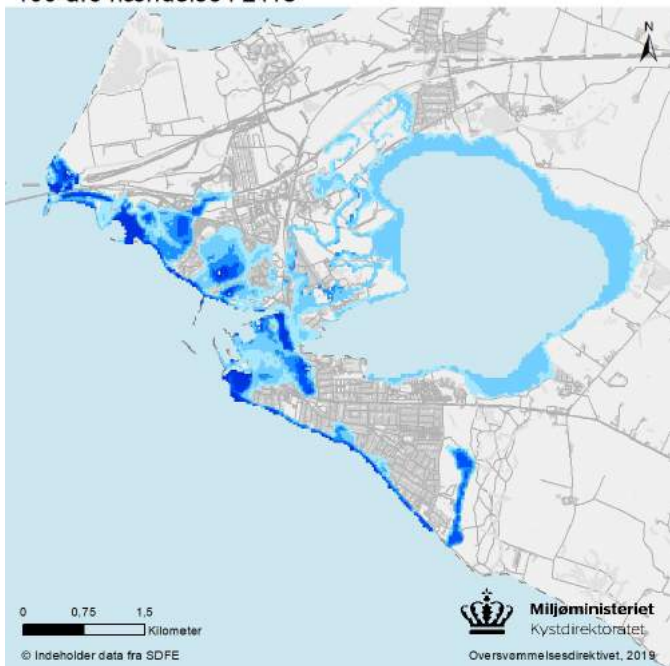 N
0 0,75 1,5
Kilometer
© Indeholder data fra SDFE
Miljøministeriet
Kystdirektoratet
Oversvømmelsesdirektivet, 2019